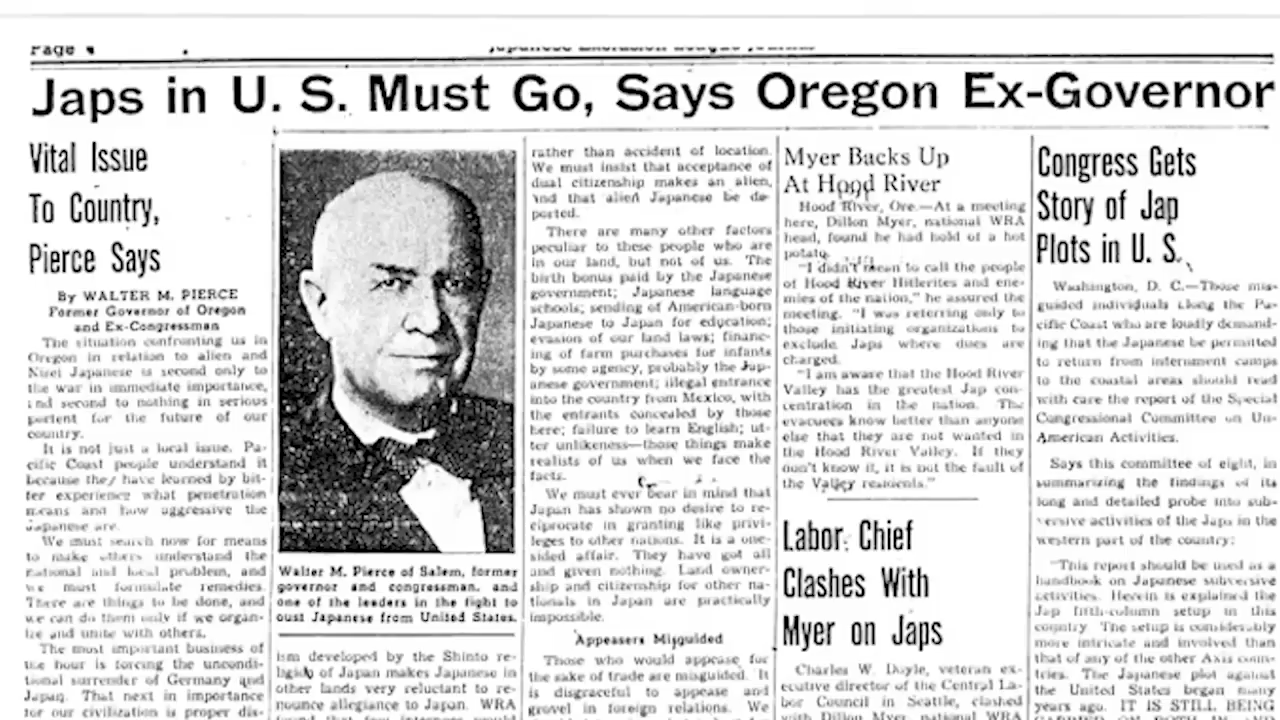 Page 4
Japanese Exclusion League Journal
Japs in U. S. Must Go, Says Oregon Ex-Governor
Vital Issue
To Country,
Pierce Says
By WALTER M. PIERCE
Former Governor of Oregon
and Ex-Congressman
The situation confronting us in
Oregon in relation to alien and
Nisei Japanese is second only to
the war in immediate importance,
and second to nothing in serious
portent for the future of our
country.
It is not just a local issue. Pa-
cific Coast people understand it
because they have learned by bit-
ter experience what penetration
means and how aggressive the
Japanese are.
We must search now for means
to make others understand the
national and local problem, and
we must formulate remedies.
There are things to be done, and
we can do them only if we organ-
ize and unite with others.
The most important business of
the hour is forcing the uncondi-
tional surrender of Germany and
Japan. That next in importance
for our civilization is proper dis-
Walter M. Pierce of Salem, former
governor and congressman, and
one of the leaders in the fight to
oust Japanese from United States.
ism developed by the Shinto re-
ligion of Japan makes Japanese in
other lands very reluctant to re-
nounce allegiance to Japan. WRA
found that few internees would
rather than accident of location.
We must insist that acceptance of
dual citizenship makes an alien,
and that alien Japanese be de-
ported.
There are many other factors
peculiar to these people who are
in our land, but not of us. The
birth bonus paid by the Japanese
government; Japanese language
schools; sending of American-born
Japanese to Japan for education;
evasion of our land laws; financ-
ing of farm purchases for infants
by some agency, probably the Jap-
anese government; illegal entrance
into the country from Mexico, with
the entrants concealed by those
here; failure to learn English; ut-
ter unlikeness—those things make
realists of us when we face the
facts.
We must ever bear in mind that
Japan has shown no desire to re-
ciprocate in granting like privi-
leges to other nations. It is a one-
sided affair. They have got all
and given nothing. Land owner-
ship and citizenship for other na-
tionals in Japan are practically
impossible.
Appeasers Misguided
Those who would appease for
the sake of trade are misguided. It
is disgraceful to appease and
grovel in foreign relations. We
Myer Backs Up
At Hood River
Hood River, Ore.—At a meeting
here, Dillon Myer, national WRA
head, found he had hold of a hot
potato.
"I didn't mean to call the people
of Hood River Hitlerites and ene-
mies of the nation," he assured the
meeting. "I was referring only to
those initiating organizations to
exclude Japs where dues are
charged.
"I am aware that the Hood River
Valley has the greatest Jap con-
centration in the nation. The
evacuees know better than anyone
else that they are not wanted in
the Hood River Valley. If they
don't know it, it is not the fault of
the Valley residents."
Labor Chief
Clashes With
Myer on Japs
Charles W. Doyle, veteran ex-
ecutive director of the Central La-
bor Council in Seattle, clashed
with Dillon Myer, national WRA
Congress Gets
Story of Jap
Plots in U. S.
Washington, D. C.—Those mis-
guided individuals along the Pa-
cific Coast who are loudly demand-
ing that the Japanese be permitted
to return from internment camps
to the coastal areas should read
with care the report of the Special
Congressional Committee on Un-
American Activities.
Says this committee of eight, in
summarizing the findings of its
long and detailed probe into sub-
versive activities of the Japs in the
western part of the country:
"This report should be used as a
handbook on Japanese subversive
activities. Herein is explained the
Jap fifth-column setup in this
country. The setup is considerably
more intricate and involved than
that of any of the other Axis coun-
tries. The Japanese plot against
the United States began many
years ago. IT IS STILL BEING